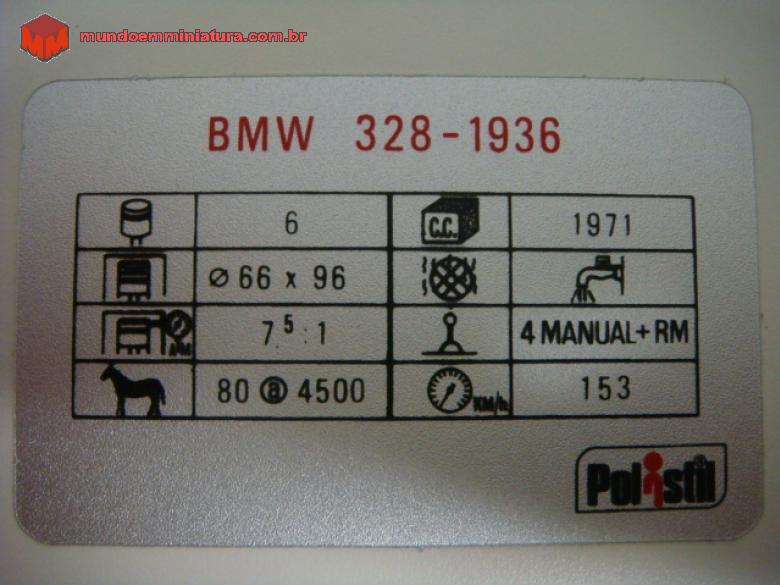 mundoemminiatura.com.br
BMW 328-1936
6 C.C. 1971
ø 66 x 96
7.5 : 1 4 MANUAL+RM
80 @ 4500 KM/h 153
Polistil